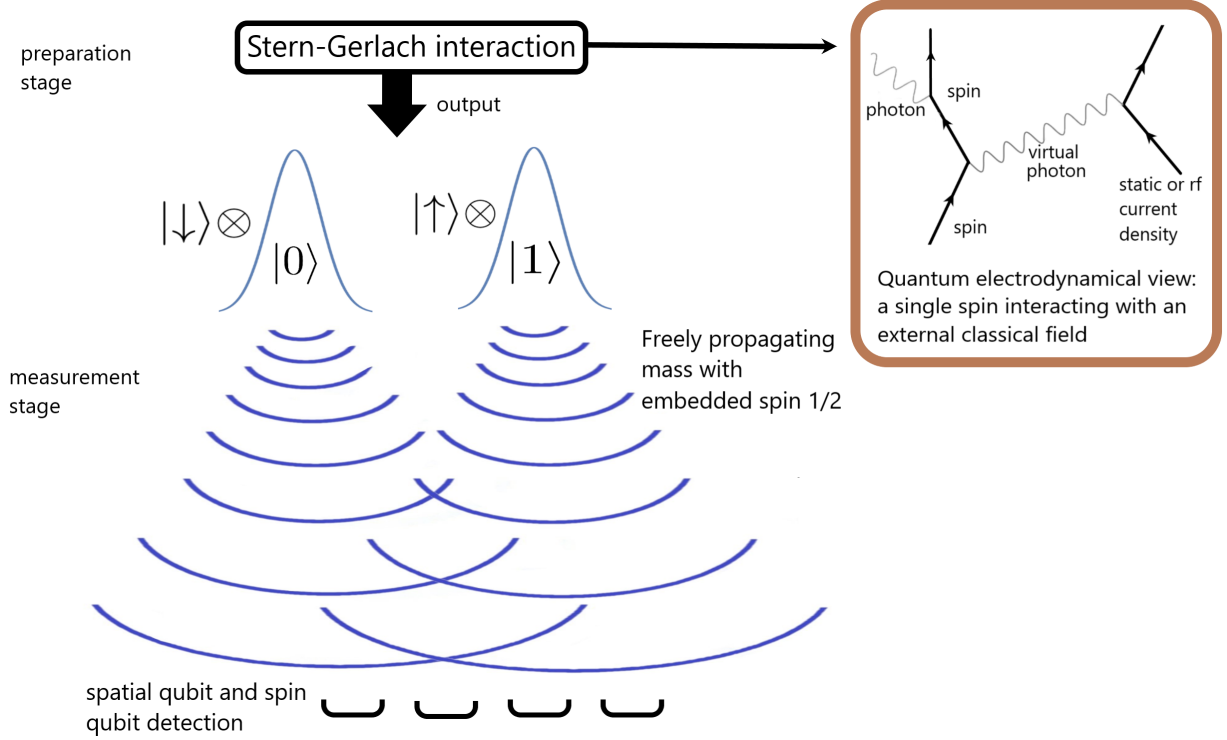 preparation
stage
Stern-Gerlach interaction
output
|↓⟩⊗
|0⟩
|↑⟩⊗
|1⟩
photon
spin
virtual
photon
spin
static or rf
current
density
Quantum electrodynamical view:
a single spin interacting with an
external classical field
measurement
stage
Freely propagating
mass with
embedded spin 1/2
spatial qubit and spin
qubit detection